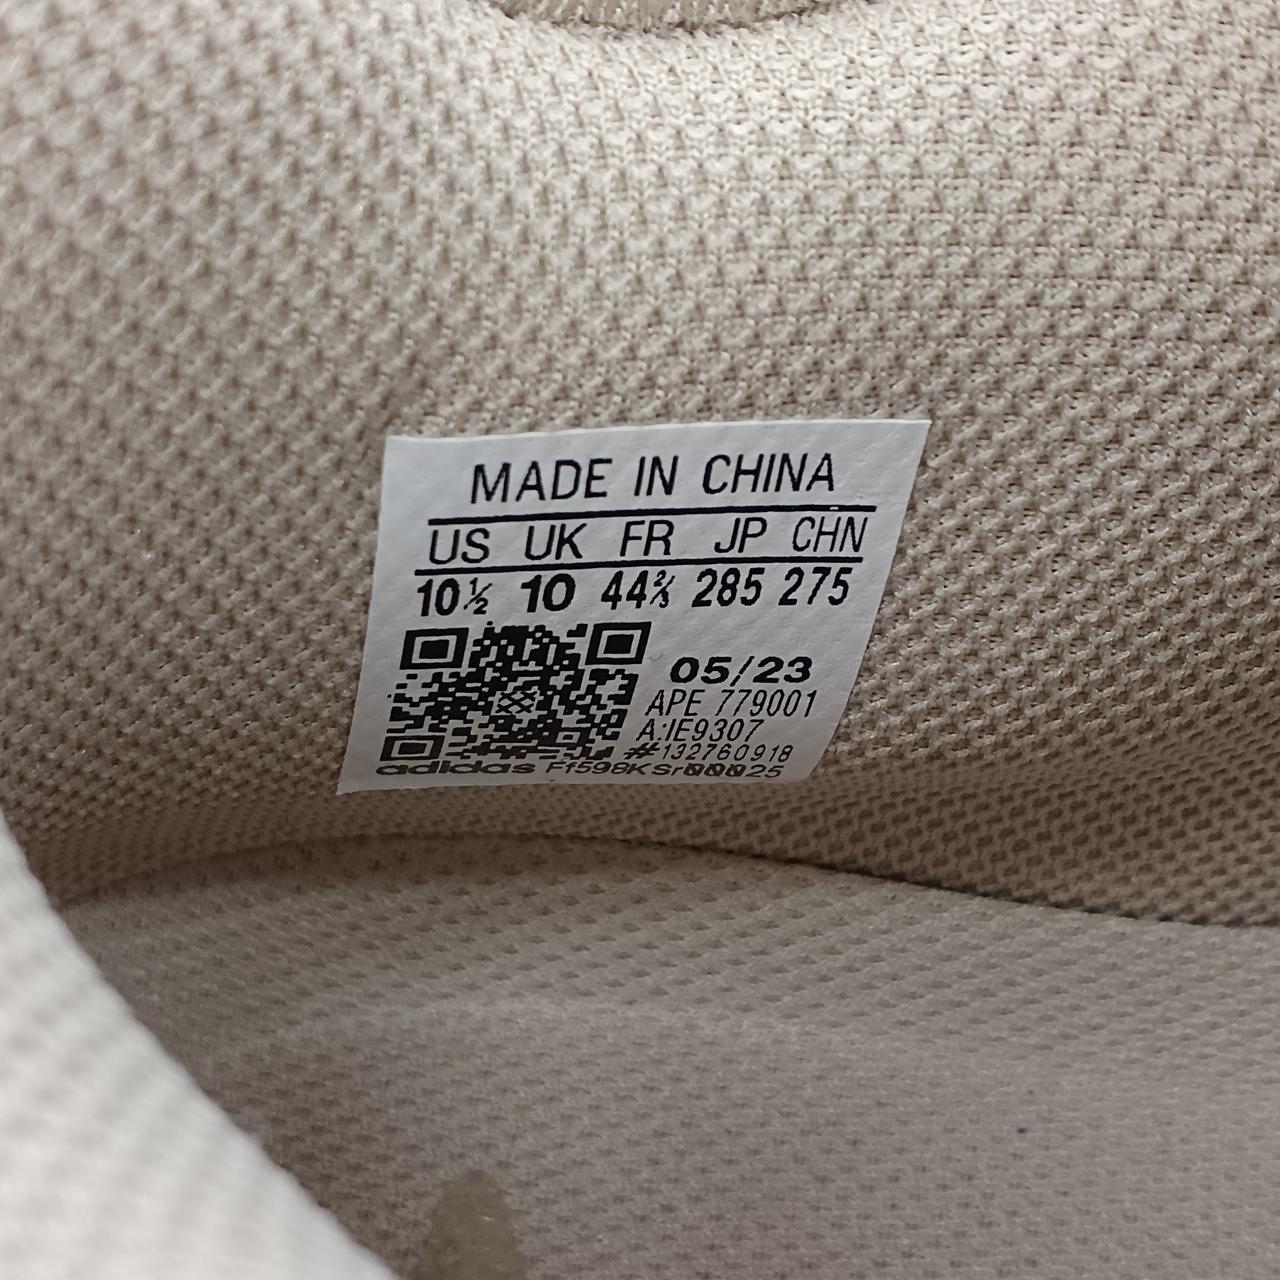 MADE IN CHINA
US UK FR JP CHN
10½ 10 44⅔ 285 275
05/23
APE 779001
A:IE9307
#132760918
adidas Ff598KSr00025